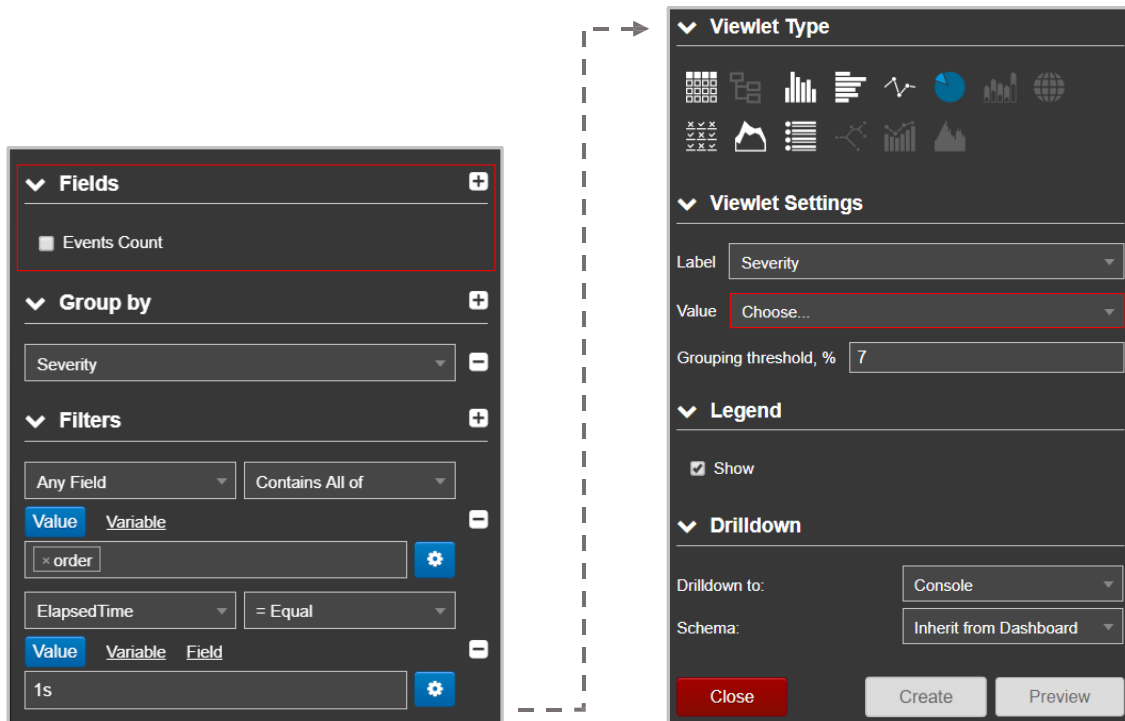 Fields
Events Count
Group by
Severity
Filters
Any Field Contains All of
Value Variable
× order
ElapsedTime = Equal
Value Variable Field
1s
Viewlet Type
Viewlet Settings
Label Severity
Value Choose...
Grouping threshold, % 7
Legend
Show
Drilldown
Drilldown to: Console
Schema: Inherit from Dashboard
Close Create Preview